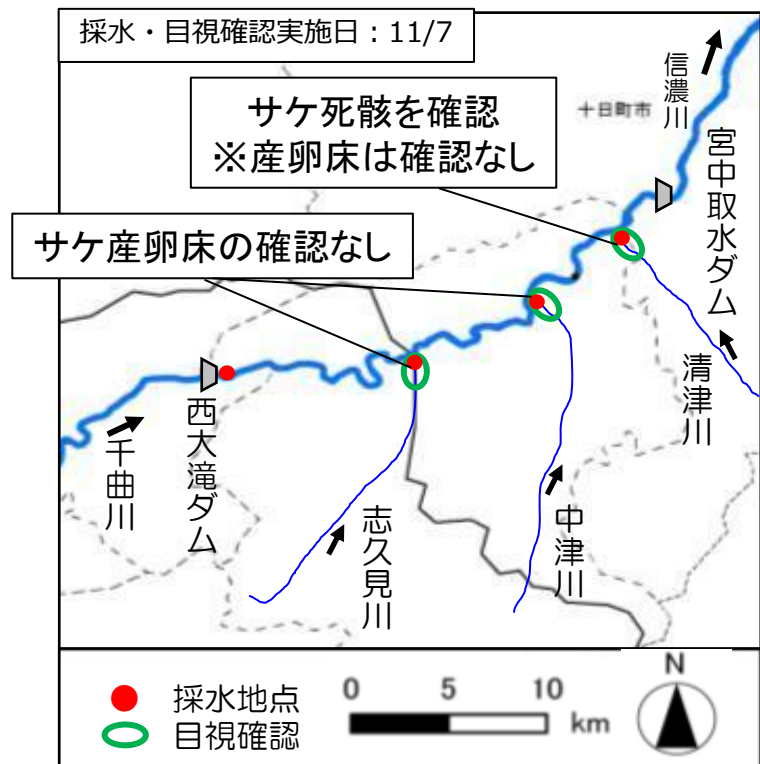 採水・目視確認実施日：11/7
サケ死骸を確認
※産卵床は確認なし
サケ産卵床の確認なし
十日町市
信濃川
宮中取水ダム
清津川
中津川
志久見川
西大滝ダム
千曲川
採水地点
目視確認
0 5 10
km
N